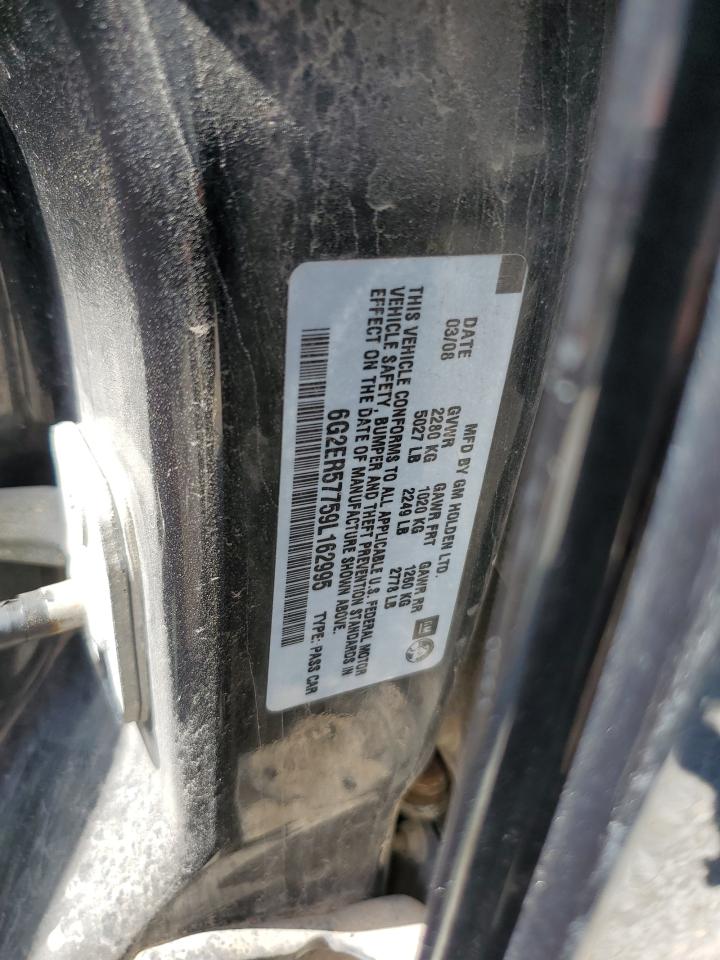 MFD BY GM HOLDEN LTD.
DATE GVWR GAWR FRT GAWR RR
03/08 2280 KG 1020 KG 1260 KG
5027 LB 2249 LB 2778 LB
THIS VEHICLE CONFORMS TO ALL APPLICABLE U.S. FEDERAL MOTOR
VEHICLE SAFETY, BUMPER AND THEFT PREVENTION STANDARDS IN
EFFECT ON THE DATE OF MANUFACTURE SHOWN ABOVE.
6G2ER57759L162995 TYPE: PASS CAR
GM